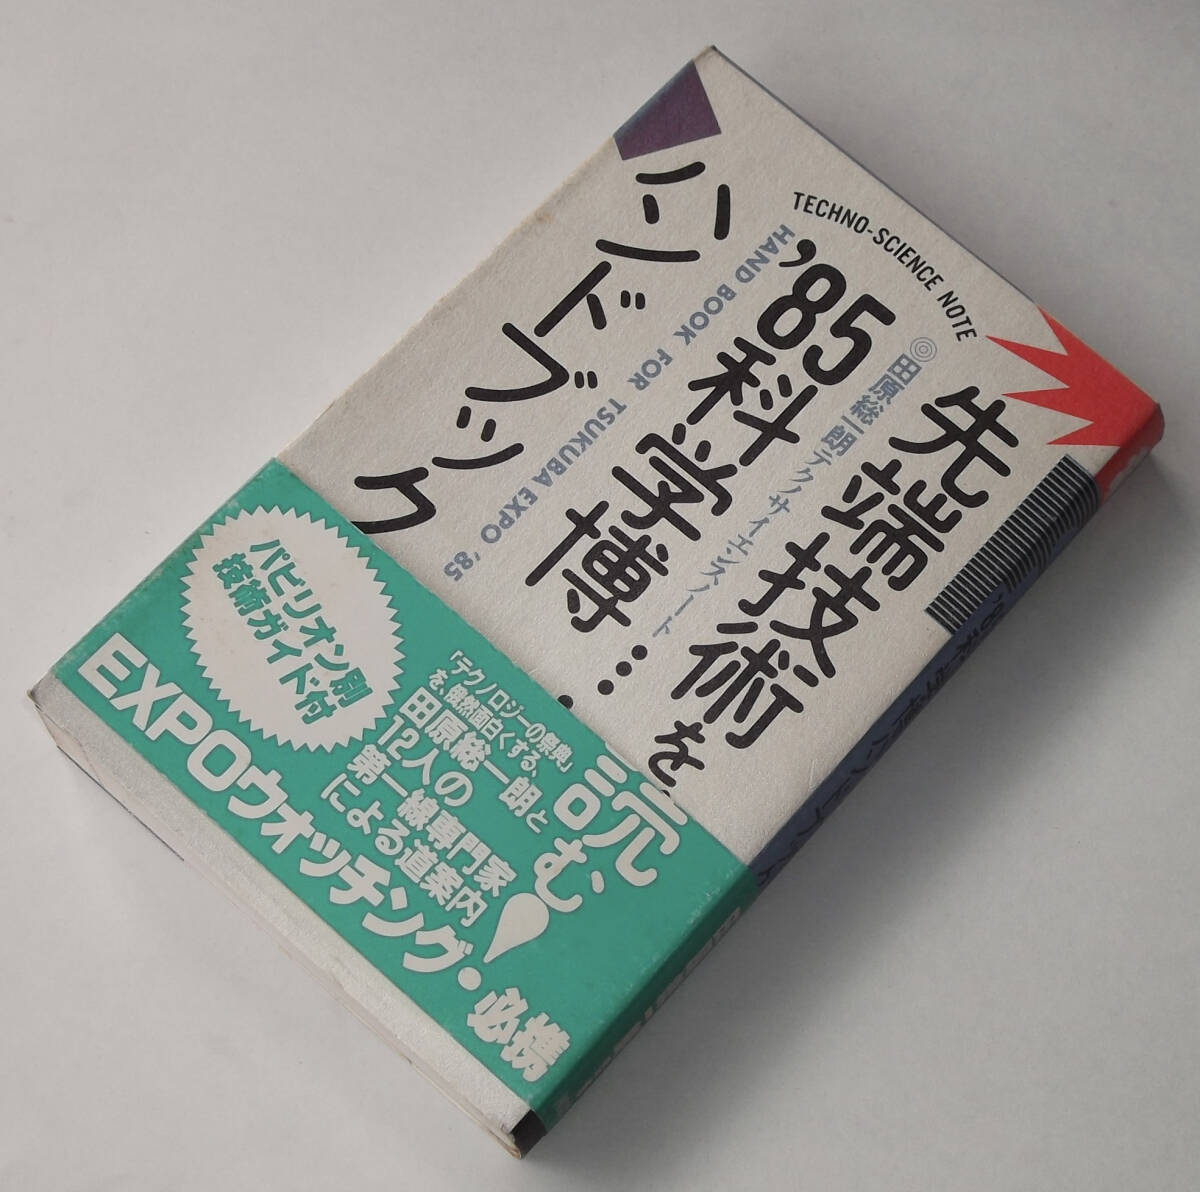 TECHNO-SCIENCE NOTE
先端技術を読む!
◎田原総一朗テクノサイエンスノート
'85科学博…
HAND BOOK FOR TSUKUBA EXPO '85
ハンドブック
パビリオン別
技術ガイド付
「テクノロジーの祭典」
を、俄然面白くする、
田原総一朗と
12人の
第一線専門家
による道案内
EXPOウォッチング・必携